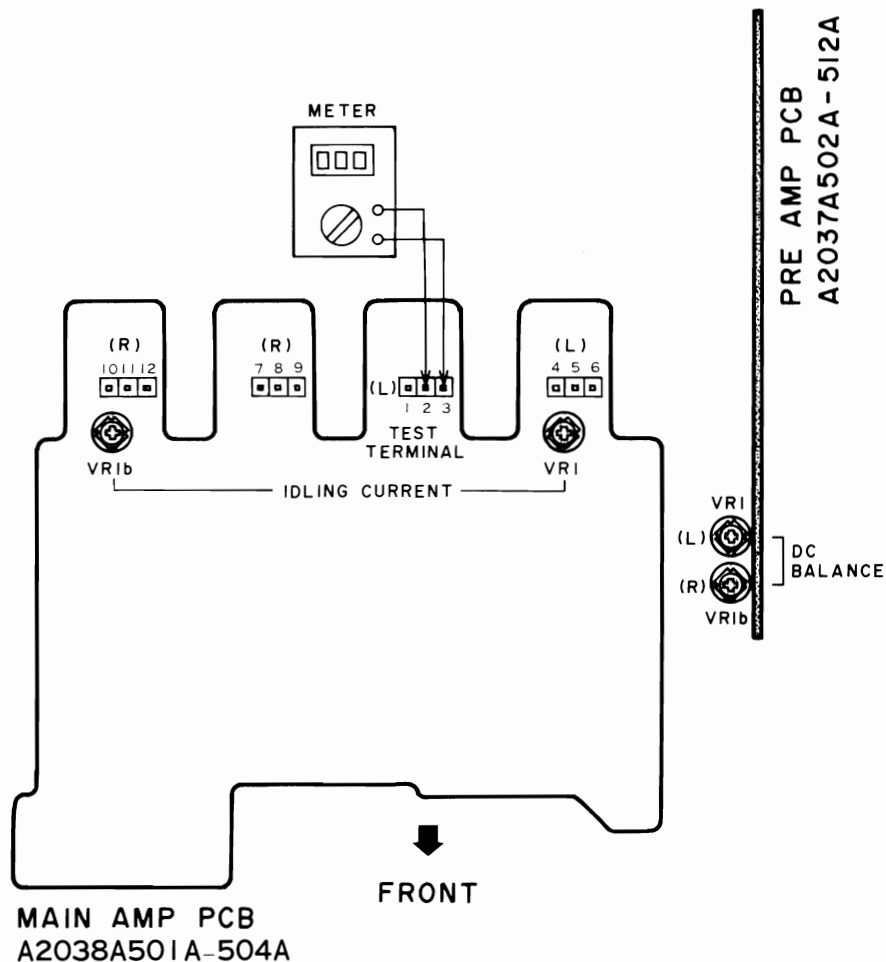 METER
PRE AMP PCB
A2037A502A-512A
(R)
10 11 12
(R)
7 8 9
(L)
1 2 3
TEST
TERMINAL
(L)
4 5 6
VR1b
VR1
IDLING CURRENT
VR1
(L)
(R)
VR1b
DC
BALANCE
FRONT
MAIN AMP PCB
A2038A501A-504A